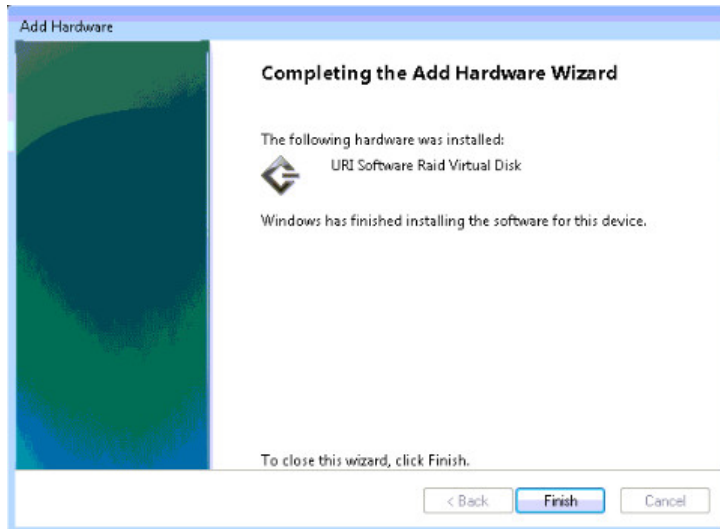 Add Hardware
Completing the Add Hardware Wizard
The following hardware was installed:
URI Software Raid Virtual Disk
Windows has finished installing the software for this device.
To close this wizard, click Finish.
< Back Finish Cancel